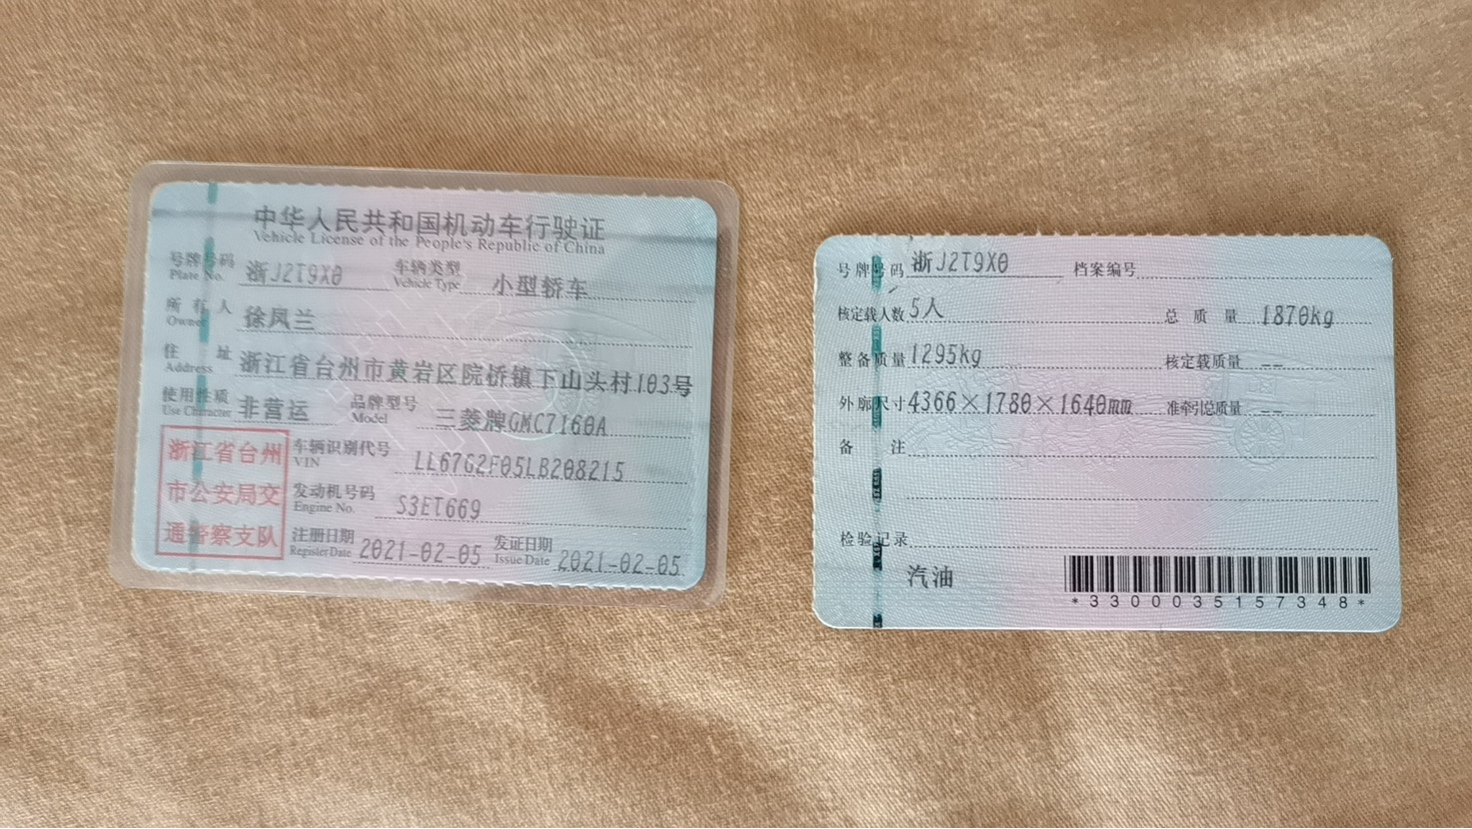 中华人民共和国机动车行驶证
Vehicle License of the People's Republic of China
号牌号码 浙J2T9X0 车辆类型 小型轿车
Plate No. Vehicle Type
所有人 徐凤兰
Owner
住址 浙江省台州市黄岩区院桥镇下山头村103号
Address
使用性质 非营运 品牌型号 三菱牌GMC7160A
Use Character Model
浙江省台州
市公安局交
通警察支队
车辆识别代号 LL67G2F05LB208215
VIN
发动机号码 S3ET669
Engine No.
注册日期 2021-02-05 发证日期 2021-02-05
Register Date Issue Date
号牌号码 浙J2T9X0 档案编号
核定载人数 5人 总质量 1870kg
整备质量 1295kg 核定载质量 --
外廓尺寸 4366×1780×1640mm 准牵引总质量 --
备注
检验记录
汽油
*3300035157348*